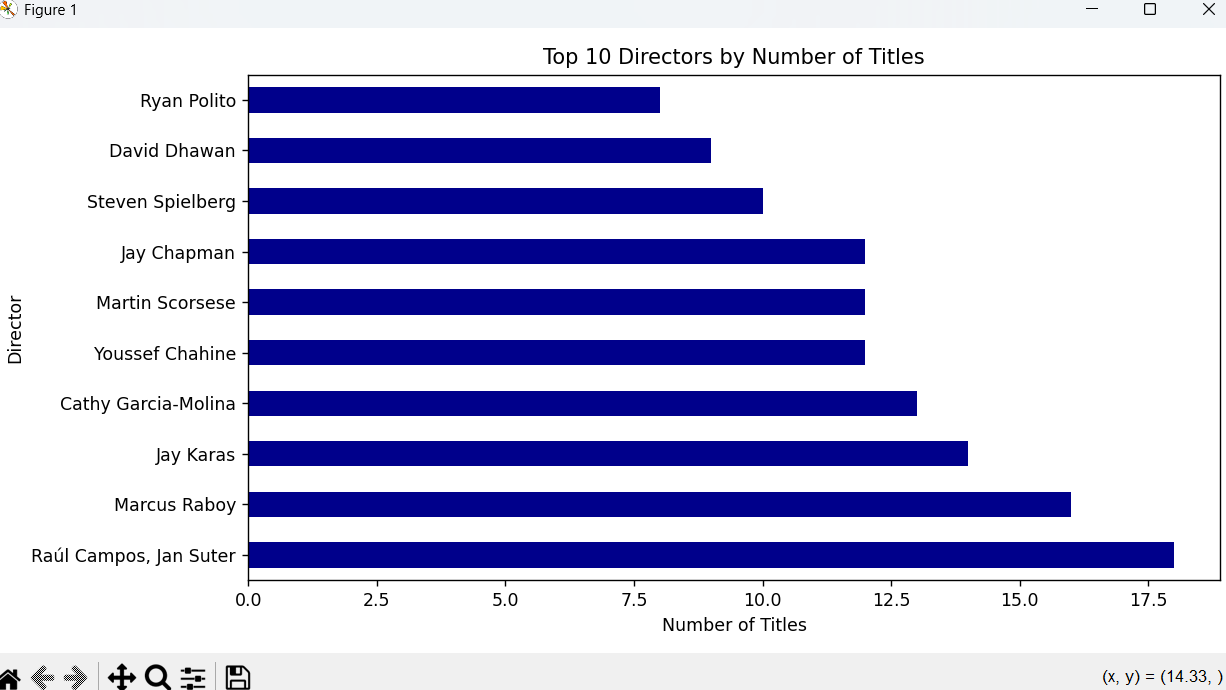 Figure 1
Top 10 Directors by Number of Titles
Ryan Polito
David Dhawan
Steven Spielberg
Jay Chapman
Martin Scorsese
Youssef Chahine
Cathy Garcia-Molina
Jay Karas
Marcus Raboy
Raúl Campos, Jan Suter
Director
0.0 2.5 5.0 7.5 10.0 12.5 15.0 17.5
Number of Titles
(x, y) = (14.33, )